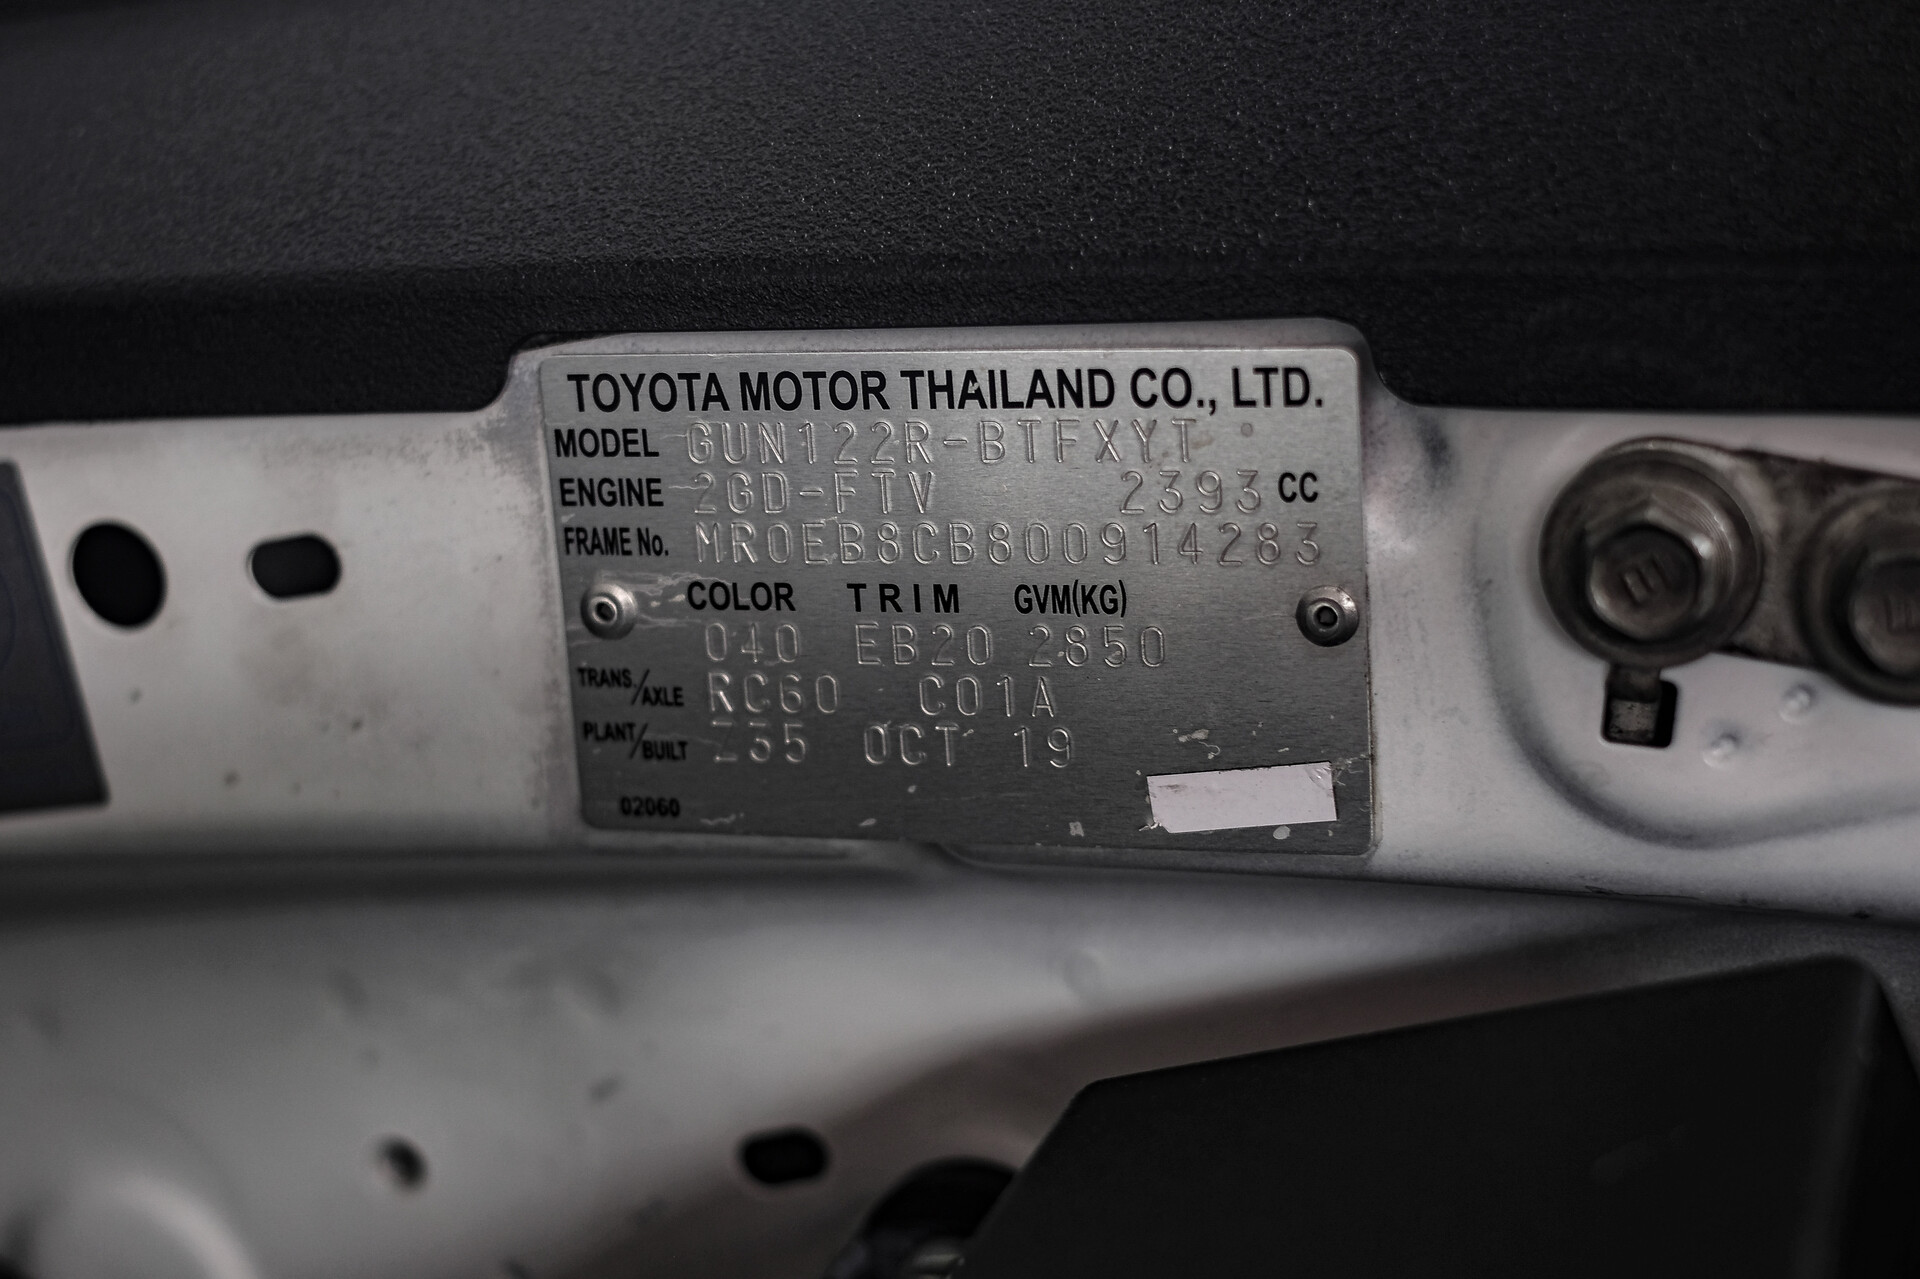 TOYOTA MOTOR THAILAND CO., LTD.
MODEL GUN122R-BTFXYT
ENGINE 2GD-FTV 2393 CC
FRAME No. MR0EB8CB800914283
COLOR TRIM GVM(KG)
040 EB20 2850
TRANS./AXLE RC60 C01A
PLANT/BUILT Z35 OCT 19
02060